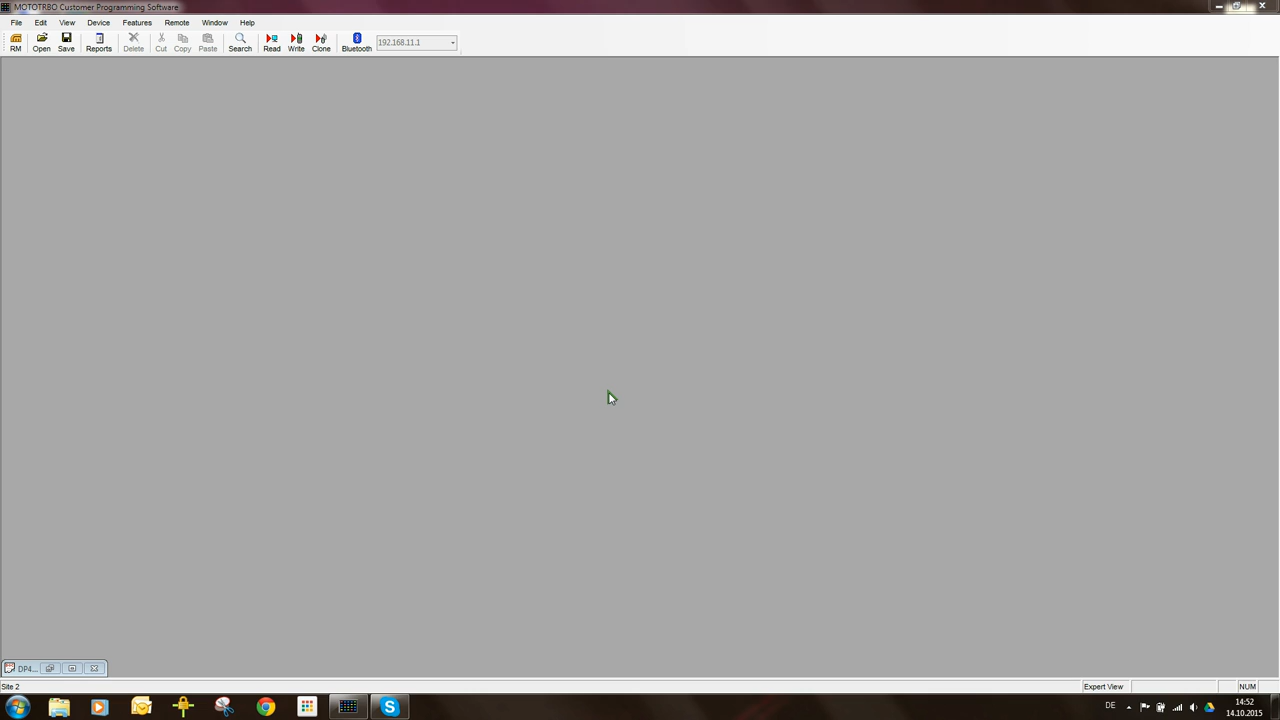 MOTOTRBO Customer Programming Software
File Edit View Device Features Remote Window Help
RM Open Save Reports Delete Cut Copy Paste Search Read Write Clone Bluetooth 192.168.11.1
DP4...
Site 2 Expert View NUM
DE 14:52
14.10.2015